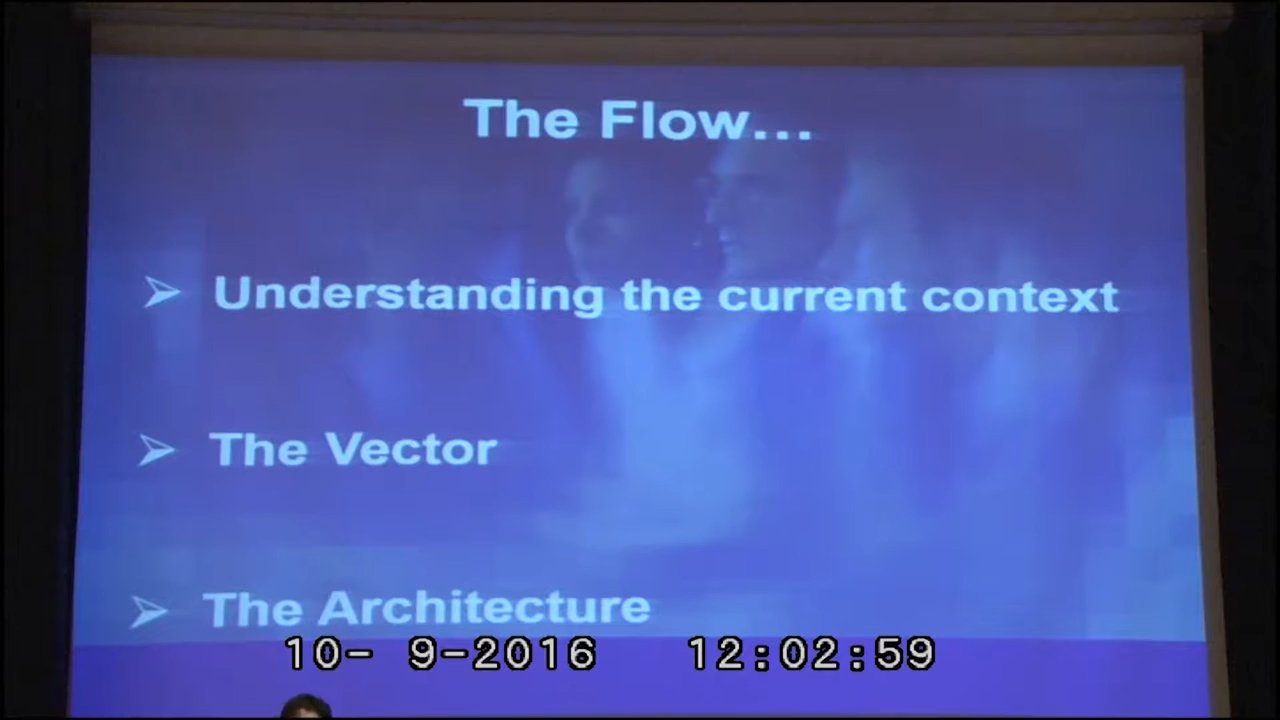 The Flow...
Understanding the current context
The Vector
The Architecture
10- 9-2016 12:02:59